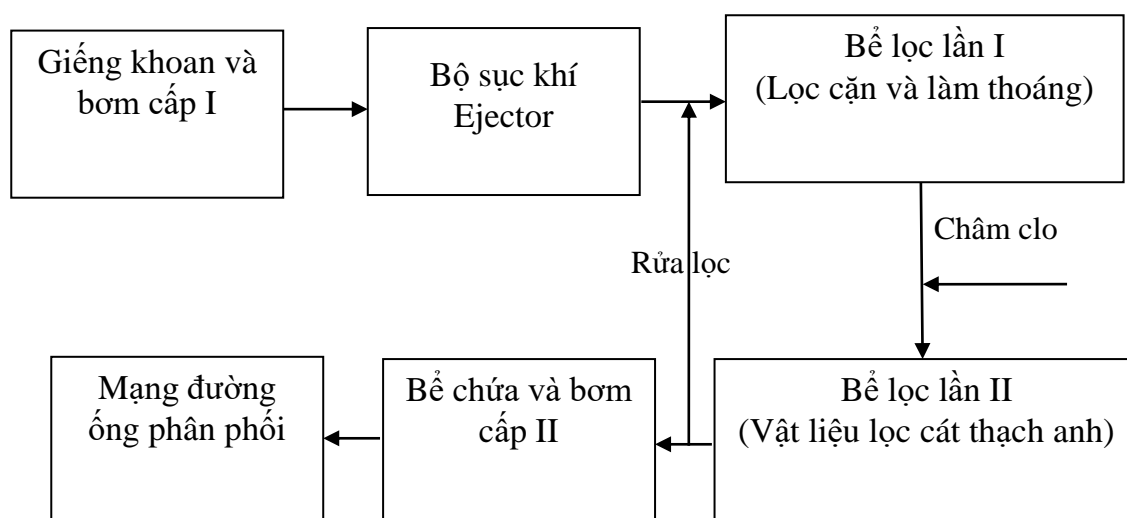 Giếng khoan và
bơm cấp I
Bộ sục khí
Ejector
Bể lọc lần I
(Lọc cặn và làm thoáng)
Châm clo
Rửa lọc
Bể lọc lần II
(Vật liệu lọc cát thạch anh)
Bể chứa và bơm
cấp II
Mạng đường
ống phân phối